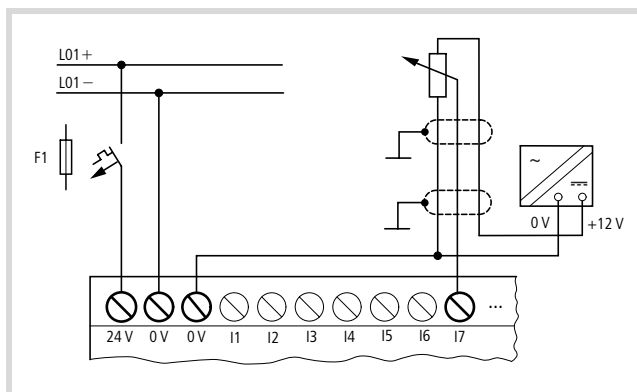 L01+
L01−
F1
~
0 V +12 V
24 V 0 V 0 V I1 I2 I3 I4 I5 I6 I7 ...